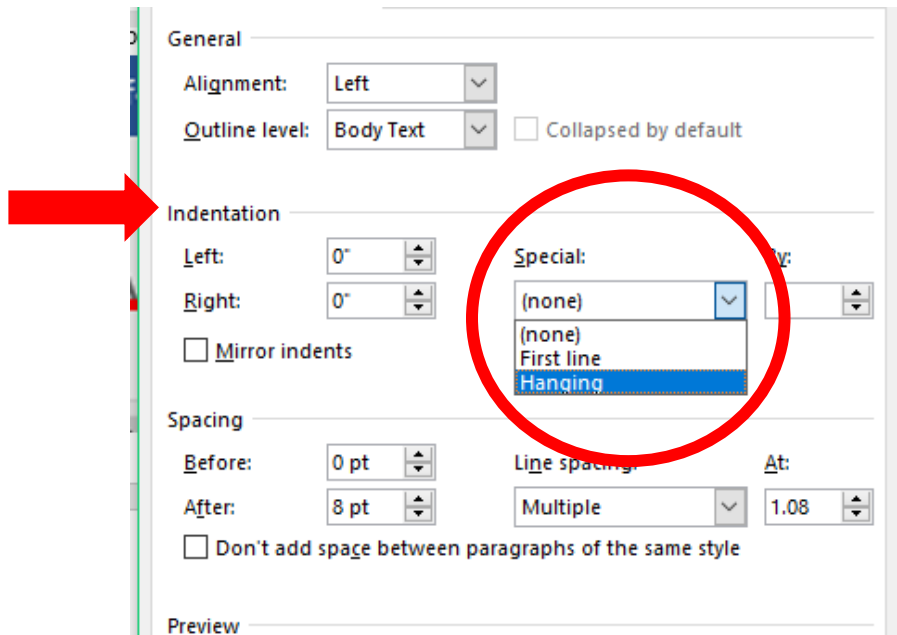 General
Alignment: Left
Outline level: Body Text Collapsed by default
Indentation
Left: 0" Special:
Right: 0" (none)
(none)
Mirror indents
First line
Hanging
Spacing
Before: 0 pt Line spacing: At:
After: 8 pt Multiple 1.08
Don't add space between paragraphs of the same style
Preview